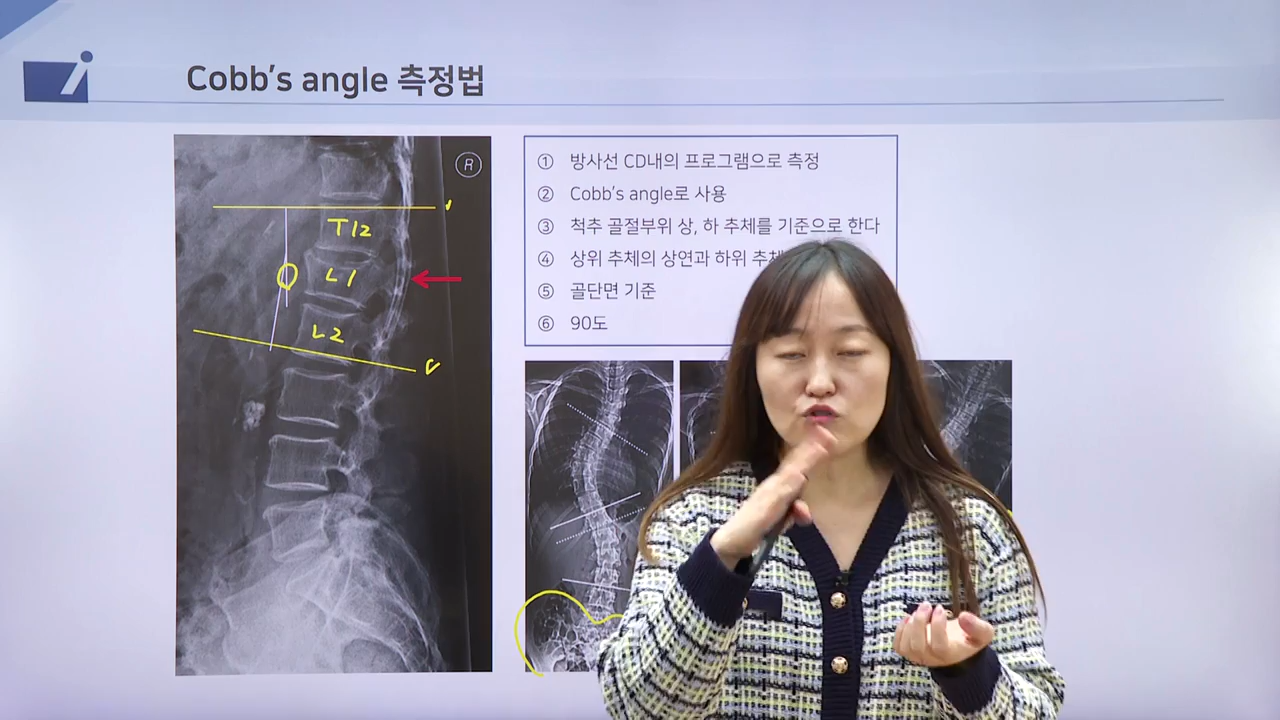 Cobb's angle 측정법
R
T12
L1
L2
① 방사선 CD내의 프로그램으로 측정
② Cobb's angle로 사용
③ 척추 골절부위 상, 하 추체를 기준으로 한다
④ 상위 추체의 상연과 하위 추체
⑤ 골단면 기준
⑥ 90도